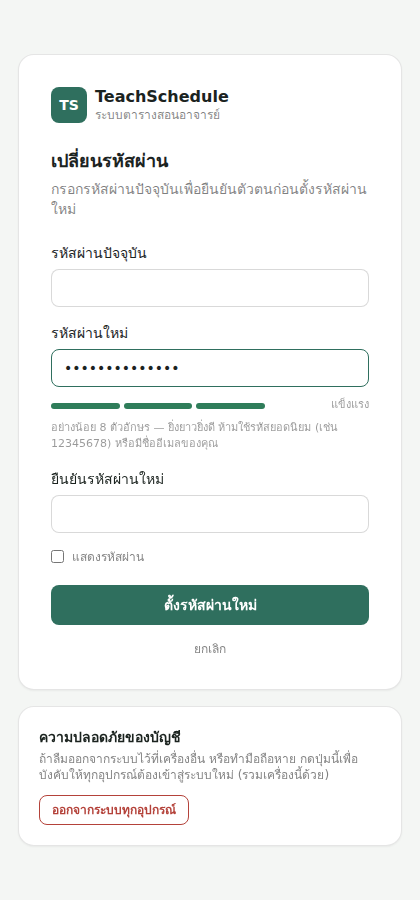 TS
TeachSchedule
ระบบตารางสอนอาจารย์
เปลี่ยนรหัสผ่าน
กรอกรหัสผ่านปัจจุบันเพื่อยืนยันตัวตนก่อนตั้งรหัสผ่าน
ใหม่
รหัสผ่านปัจจุบัน
รหัสผ่านใหม่
••••••••••••••
แข็งแรง
อย่างน้อย 8 ตัวอักษร — ยิ่งยาวยิ่งดี ห้ามใช้รหัสยอดนิยม (เช่น
12345678) หรือมีชื่ออีเมลของคุณ
ยืนยันรหัสผ่านใหม่
แสดงรหัสผ่าน
ตั้งรหัสผ่านใหม่
ยกเลิก
ความปลอดภัยของบัญชี
ถ้าลืมออกจากระบบไว้ที่เครื่องอื่น หรือทำมือถือหาย กดปุ่มนี้เพื่อ
บังคับให้ทุกอุปกรณ์ต้องเข้าสู่ระบบใหม่ (รวมเครื่องนี้ด้วย)
ออกจากระบบทุกอุปกรณ์